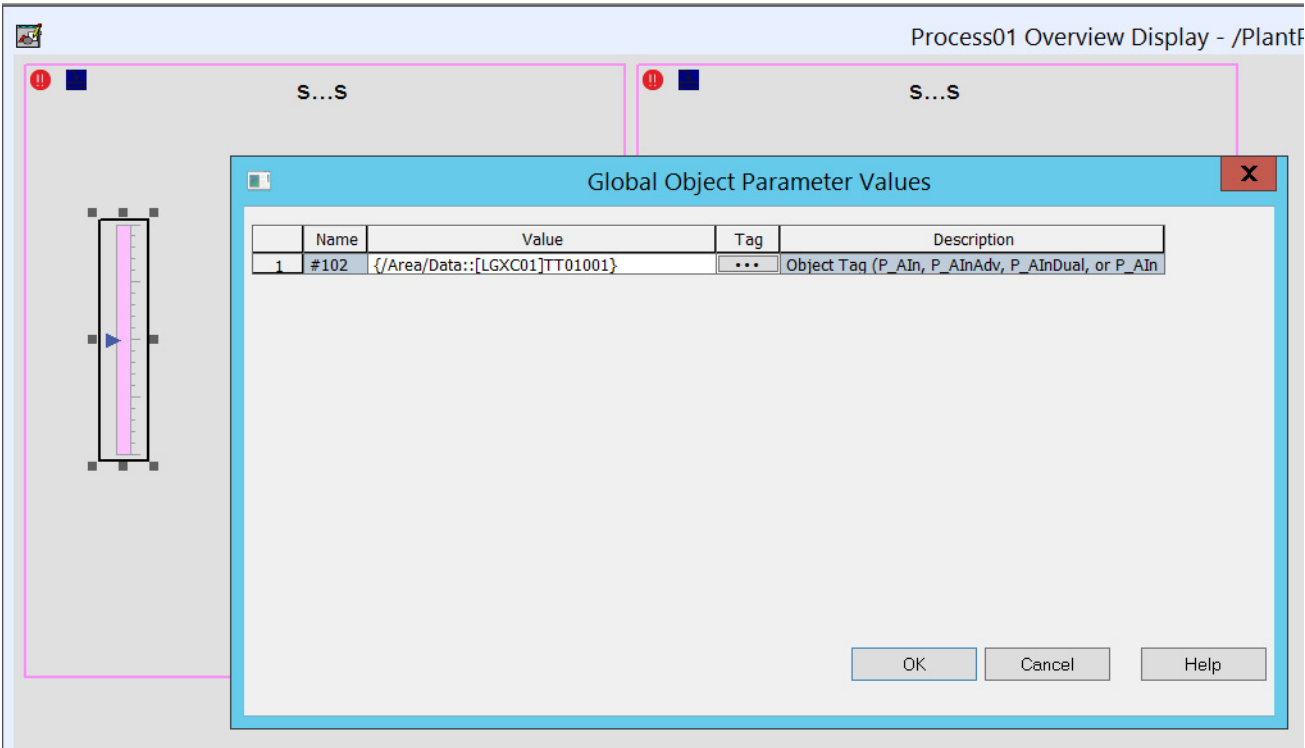 Process01 Overview Display - /PlantP
S...S
S...S
Global Object Parameter Values
X
Name Value Tag Description
1 #102 {/Area/Data::[LGXC01]TT01001} ... Object Tag (P_AIn, P_AInAdv, P_AInDual, or P_AIn
OK Cancel Help